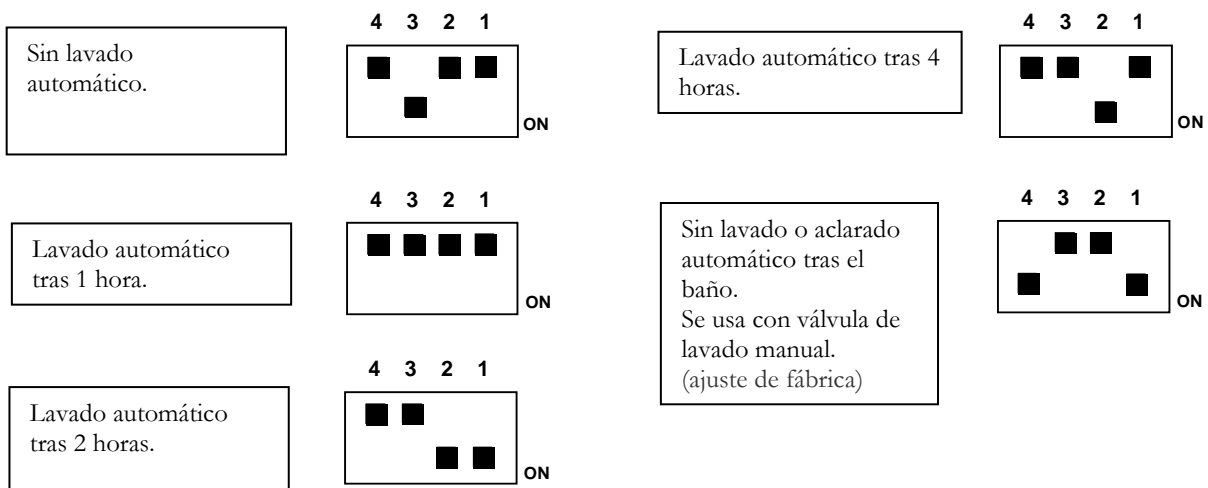 Sin lavado
automático.
4 3 2 1
ON
Lavado automático
tras 1 hora.
4 3 2 1
ON
Lavado automático
tras 2 horas.
4 3 2 1
ON
Lavado automático tras 4
horas.
4 3 2 1
ON
Sin lavado o aclarado
automático tras el
baño.
Se usa con válvula de
lavado manual.
(ajuste de fábrica)
4 3 2 1
ON